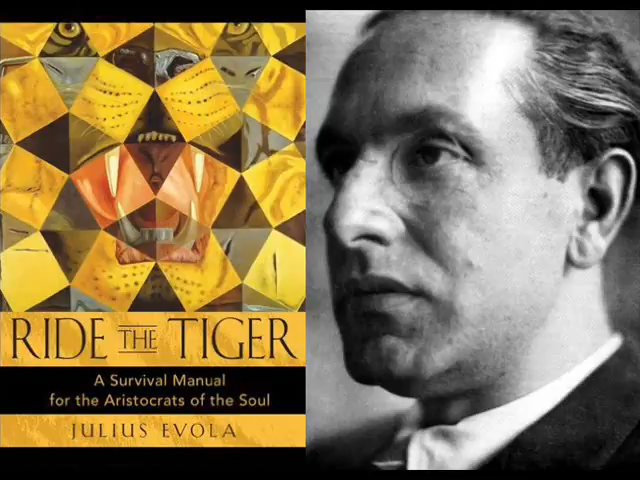 RIDE THE TIGER
A Survival Manual
for the Aristocrats of the Soul
JULIUS EVOLA